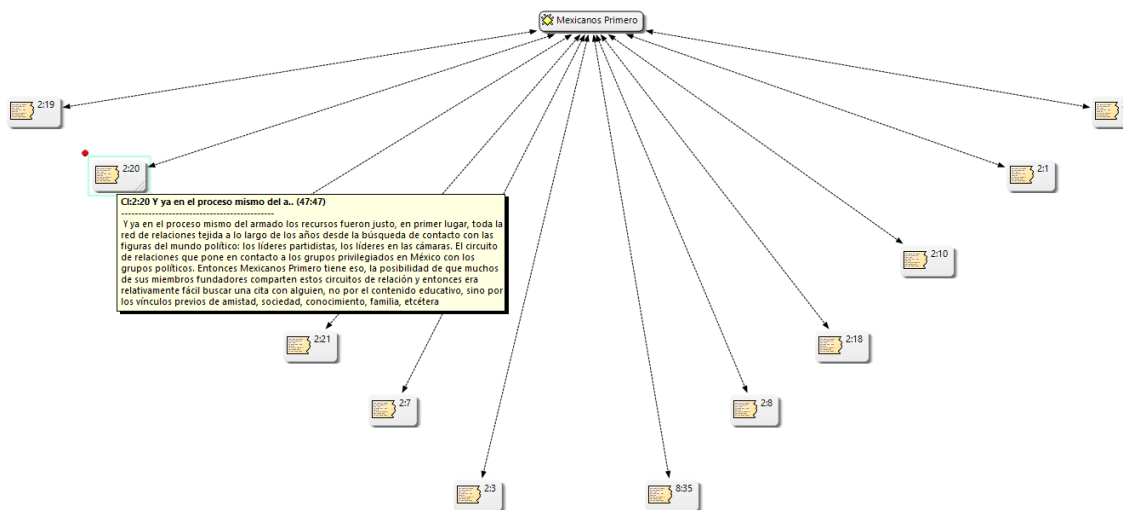 Mexicanos Primero
2:19
2:20
2:1
CI:2:20 Y ya en el proceso mismo del a.. (47:47)
----------------------------------------------
Y ya en el proceso mismo del armado los recursos fueron justo, en primer lugar, toda la
red de relaciones tejida a lo largo de los años desde la búsqueda de contacto con las
figuras del mundo político: los líderes partidistas, los líderes en las cámaras. El circuito
de relaciones que pone en contacto a los grupos privilegiados en México con los
grupos políticos. Entonces Mexicanos Primero tiene eso, la posibilidad de que muchos
de sus miembros fundadores comparten estos circuitos de relación y entonces era
relativamente fácil buscar una cita con alguien, no por el contenido educativo, sino por
los vínculos previos de amistad, sociedad, conocimiento, familia, etcétera
2:10
2:21
2:18
2:7
2:8
2:3
8:35